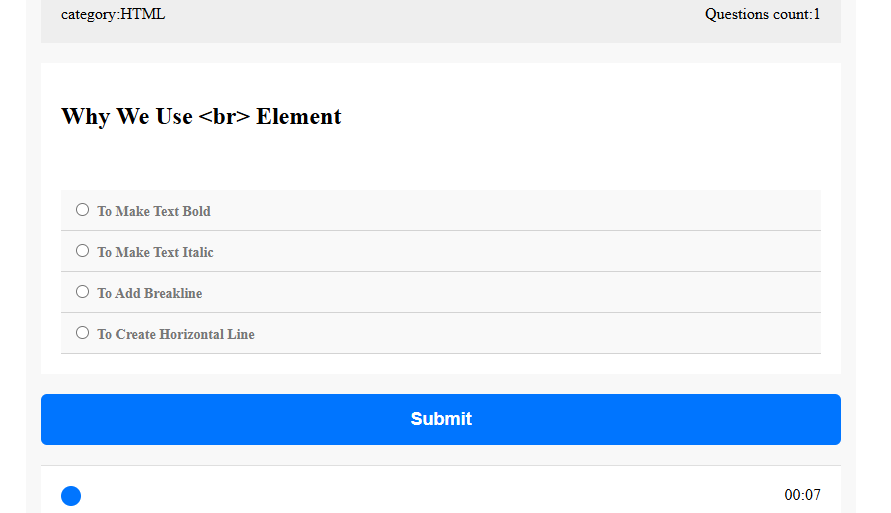 category:HTML Questions count:1
Why We Use <br> Element
To Make Text Bold
To Make Text Italic
To Add Breakline
To Create Horizontal Line
Submit
00:07